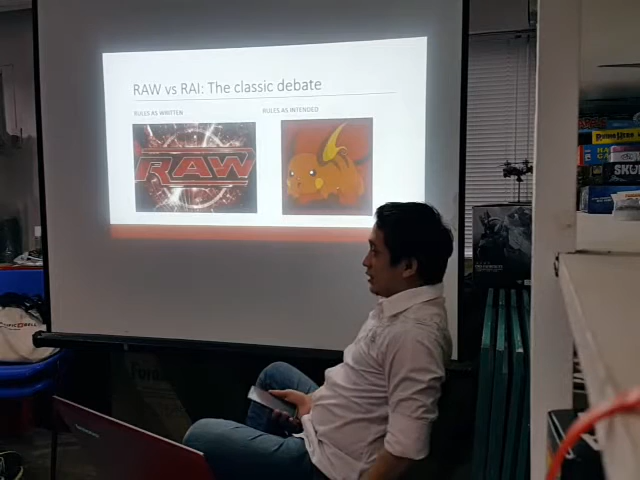 RAW vs RAI: The classic debate
RULES AS WRITTEN
RULES AS INTENDED
RAW